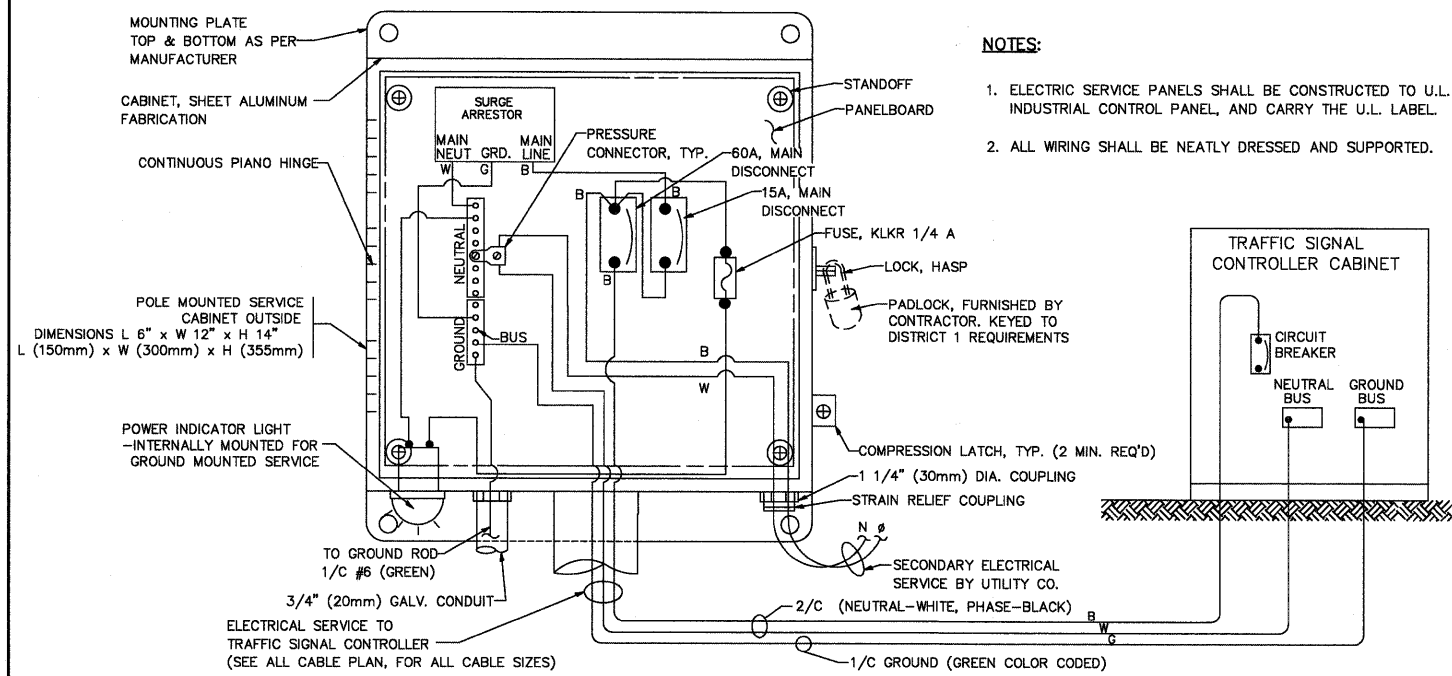 MOUNTING PLATE
TOP & BOTTOM AS PER
MANUFACTURER
CABINET, SHEET ALUMINUM
FABRICATION
CONTINUOUS PIANO HINGE
POLE MOUNTED SERVICE
CABINET OUTSIDE
DIMENSIONS L 6" x W 12" x H 14"
L (150mm) x W (300mm) x H (355mm)
POWER INDICATOR LIGHT
-INTERNALLY MOUNTED FOR
GROUND MOUNTED SERVICE
SURGE
ARRESTOR
MAIN
NEUT
GRD.
MAIN
LINE
W
G
B
NEUTRAL
GROUND
BUS
PRESSURE
CONNECTOR, TYP.
B
B
B
60A, MAIN
DISCONNECT
15A, MAIN
DISCONNECT
FUSE, KLKR 1/4 A
STANDOFF
PANELBOARD
LOCK, HASP
PADLOCK, FURNISHED BY
CONTRACTOR. KEYED TO
DISTRICT 1 REQUIREMENTS
B
W
COMPRESSION LATCH, TYP. (2 MIN. REQ'D)
1 1/4" (30mm) DIA. COUPLING
STRAIN RELIEF COUPLING
N ø
SECONDARY ELECTRICAL
SERVICE BY UTILITY CO.
TO GROUND ROD
1/C #6 (GREEN)
3/4" (20mm) GALV. CONDUIT
ELECTRICAL SERVICE TO
TRAFFIC SIGNAL CONTROLLER
(SEE ALL CABLE PLAN, FOR ALL CABLE SIZES)
2/C (NEUTRAL-WHITE, PHASE-BLACK)
B
W
G
1/C GROUND (GREEN COLOR CODED)
NOTES:
1. ELECTRIC SERVICE PANELS SHALL BE CONSTRUCTED TO U.L.
INDUSTRIAL CONTROL PANEL, AND CARRY THE U.L. LABEL.
2. ALL WIRING SHALL BE NEATLY DRESSED AND SUPPORTED.
TRAFFIC SIGNAL
CONTROLLER CABINET
CIRCUIT
BREAKER
NEUTRAL
BUS
GROUND
BUS